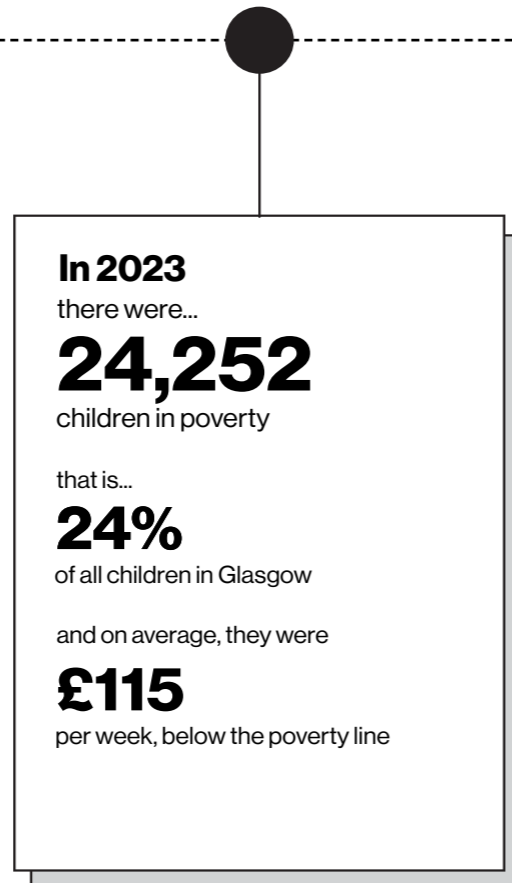 In 2023
there were...
24,252
children in poverty
that is...
24%
of all children in Glasgow
and on average, they were
£115
per week, below the poverty line